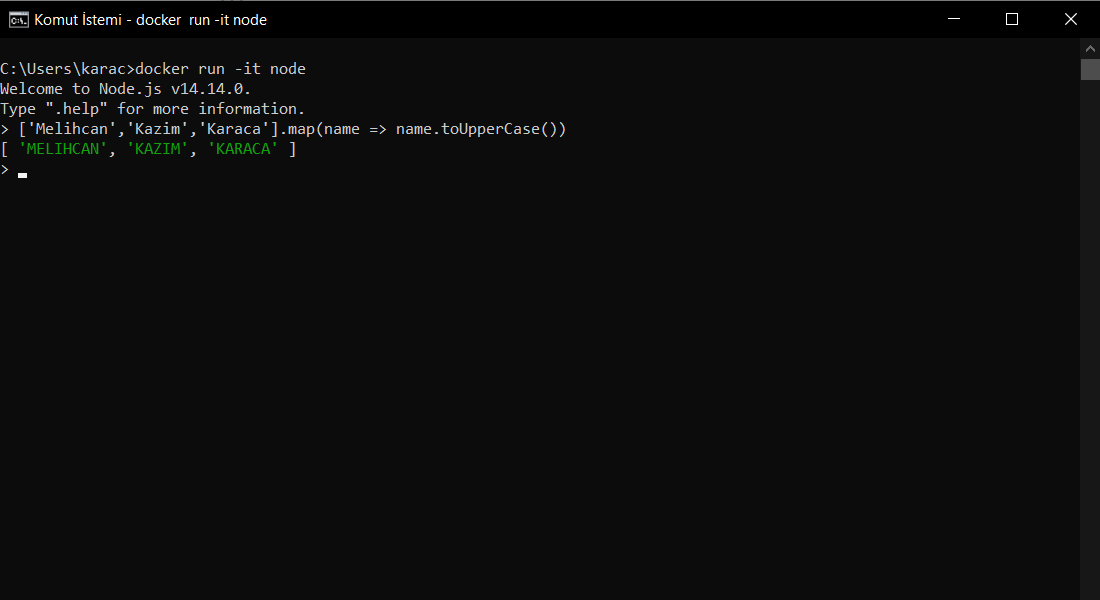 Komut İstemi - docker  run -it node
C:\Users\karac>docker run -it node
Welcome to Node.js v14.14.0.
Type ".help" for more information.
> ['Melihcan','Kazim','Karaca'].map(name => name.toUpperCase())
[ 'MELIHCAN', 'KAZIM', 'KARACA' ]
>